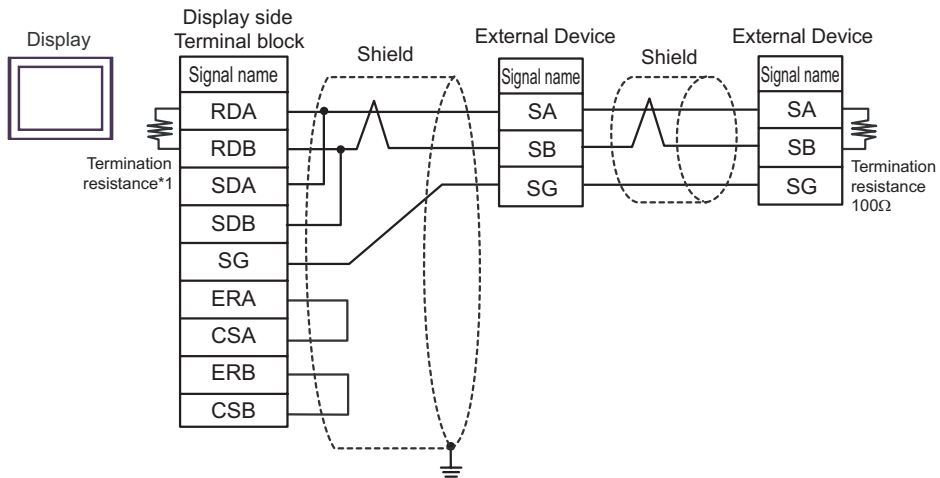 Display
Display side
Terminal block
Signal name
RDA
RDB
SDA
SDB
SG
ERA
CSA
ERB
CSB
Termination
resistance*1
Shield
External Device
Signal name
SA
SB
SG
Shield
External Device
Signal name
SA
SB
SG
Termination
resistance
100Ω